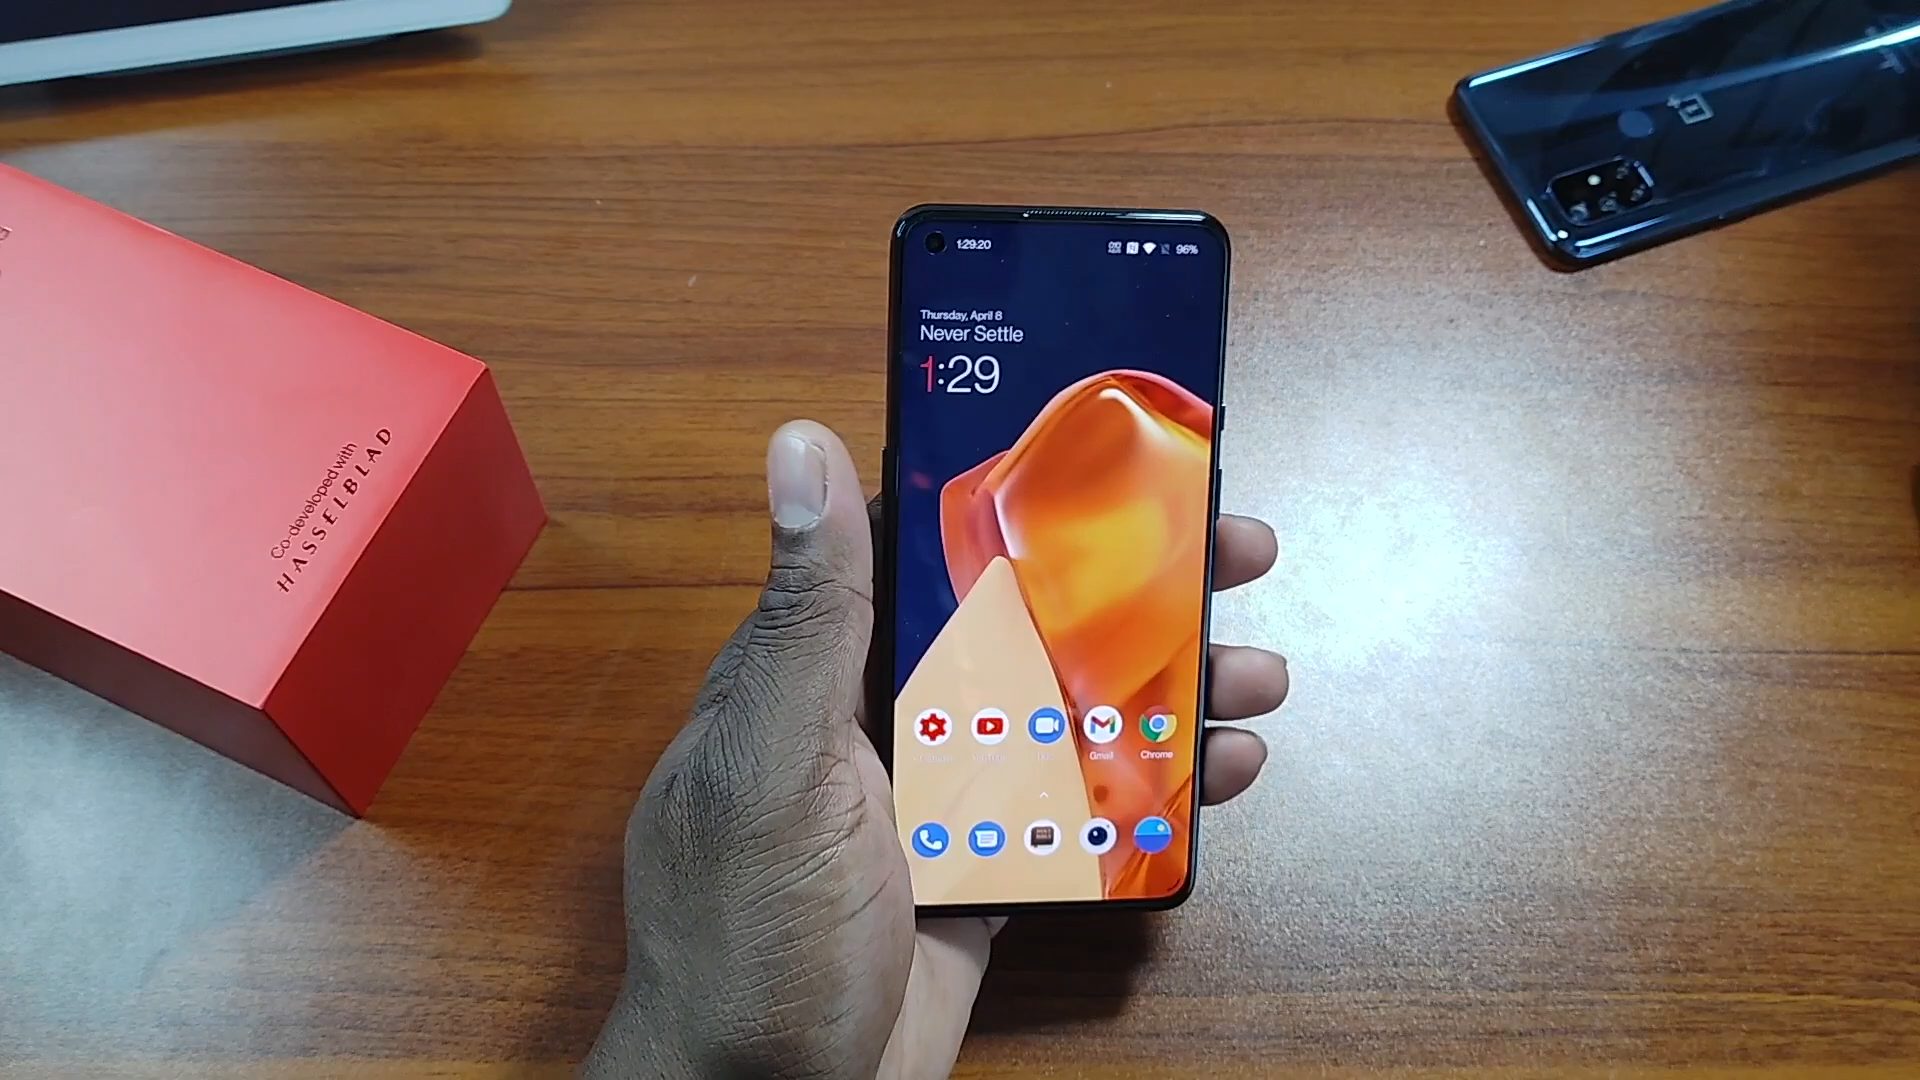 Co-developed with
HASSELBLAD
1:29:20
96%
Thursday, April 8
Never Settle
1:29
Gmail
Chrome